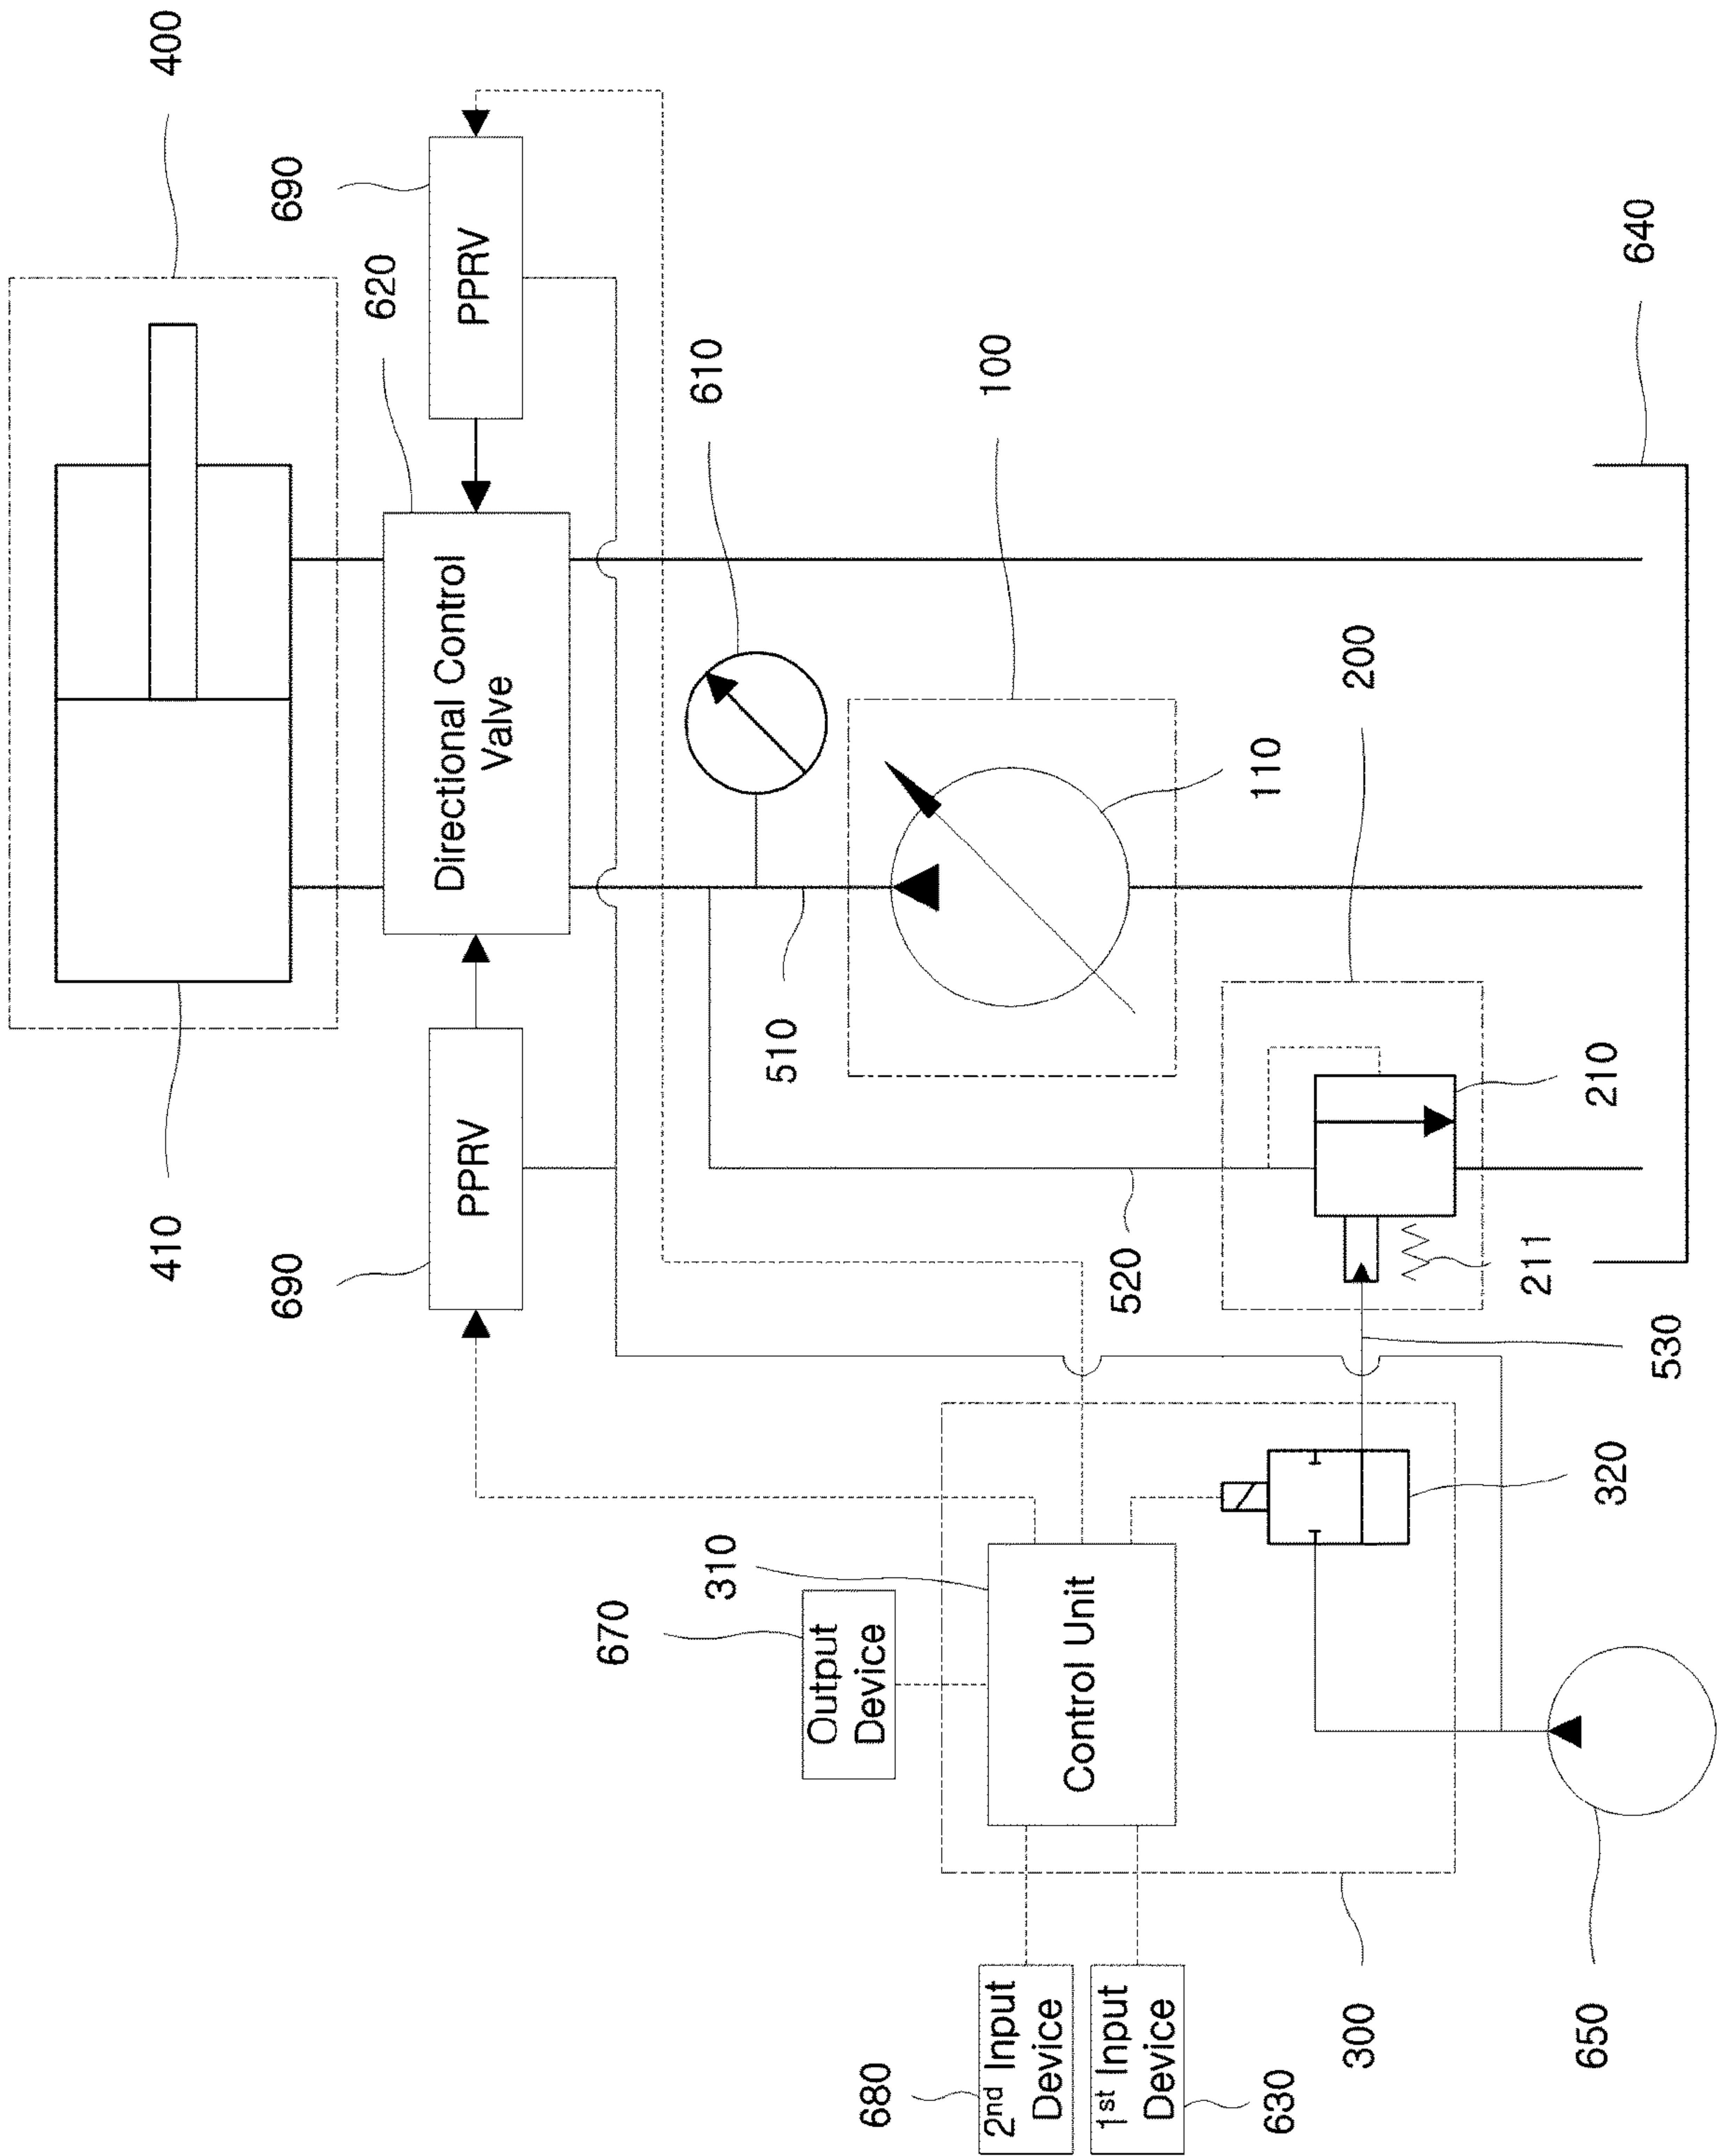 400
690
620
PPRV
610
100
640
Directional Control
Valve
200
110
410
690
PPRV
510
520
210
211
530
310
320
670
Output
Device
Control Unit
680
2nd Input
Device
1st Input
Device
630
300
650